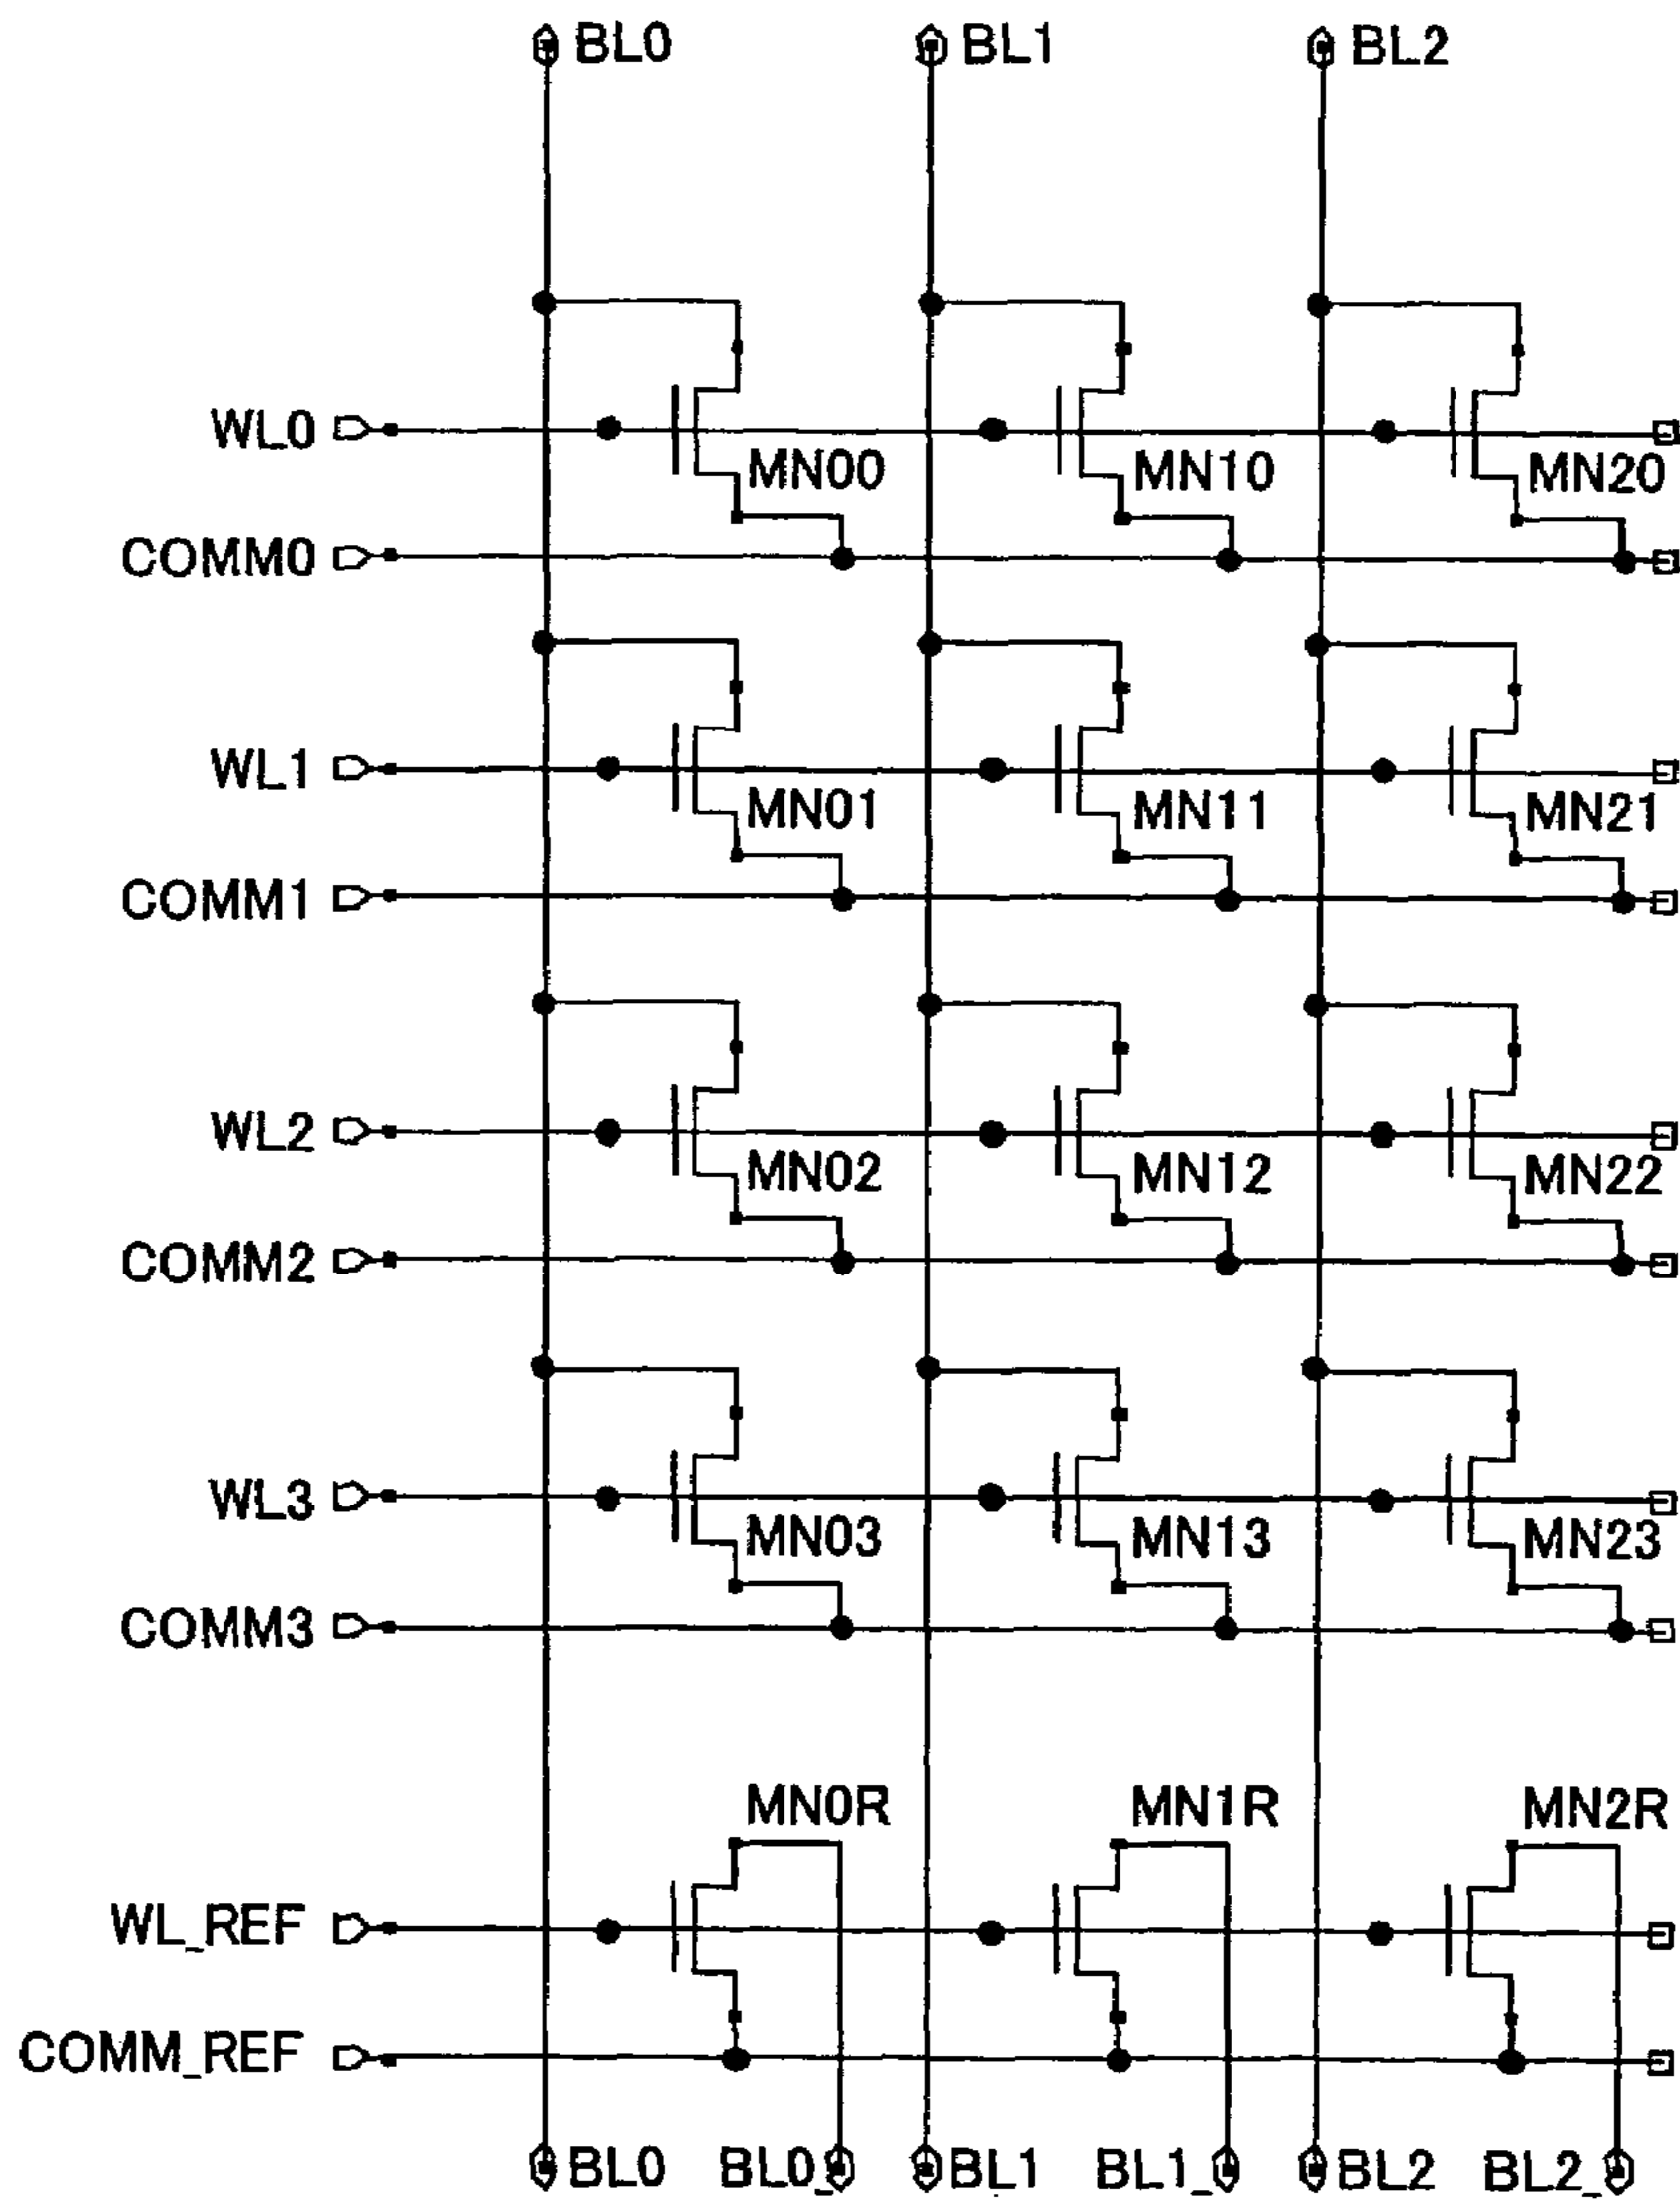 BL0 BL1 BL2
WL0
MN00 MN10 MN20
COMM0
WL1
MN01 MN11 MN21
COMM1
WL2
MN02 MN12 MN22
COMM2
WL3
MN03 MN13 MN23
COMM3
MN0R MN1R MN2R
WL_REF
COMM_REF
BL0 BL0_ BL1 BL1_ BL2 BL2_